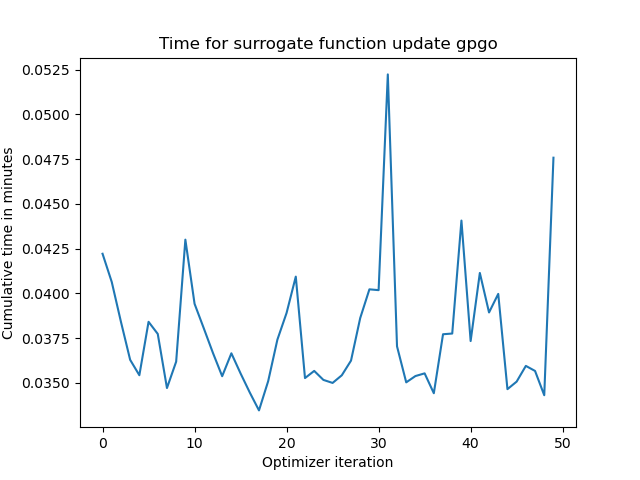 Time for surrogate function update gpgo
Cumulative time in minutes
0.0525
0.0500
0.0475
0.0450
0.0425
0.0400
0.0375
0.0350
0 10 20 30 40 50
Optimizer iteration